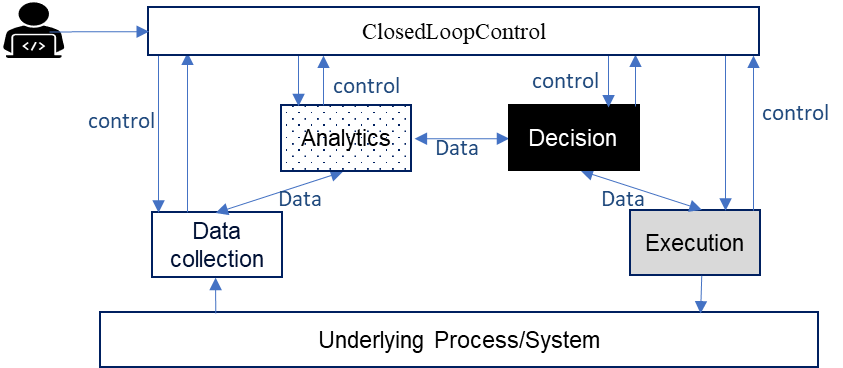 ClosedLoopControl
</>
control
control
control
control
Analytics
Data
Decision
Data
Data
Data
collection
Execution
Underlying Process/System